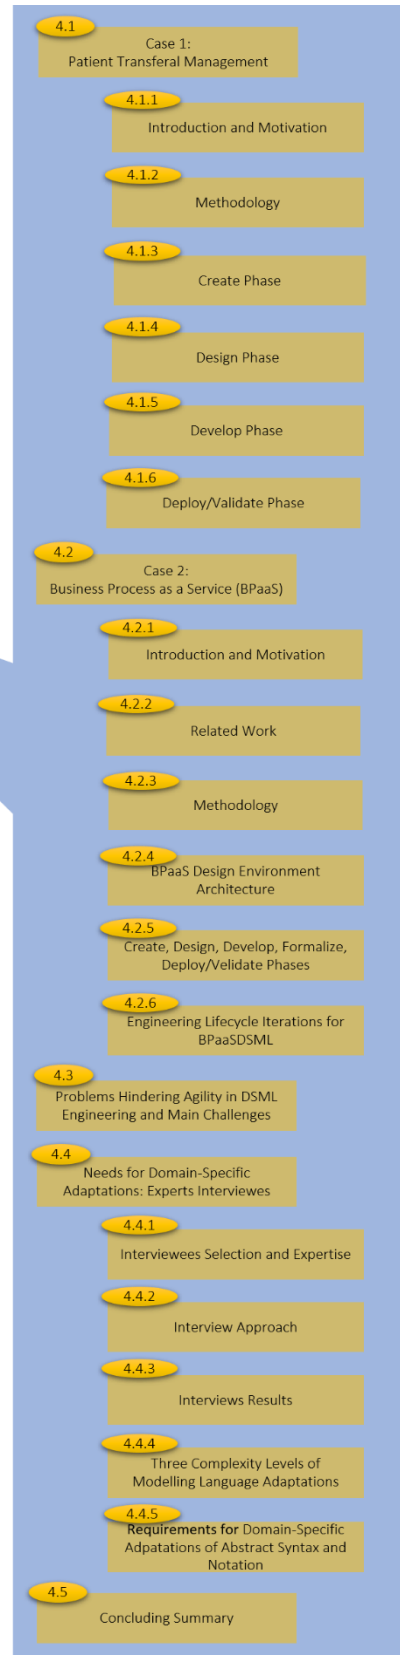 4.1
Case 1:
Patient Transferal Management
4.1.1
Introduction and Motivation
4.1.2
Methodology
4.1.3
Create Phase
4.1.4
Design Phase
4.1.5
Develop Phase
4.1.6
Deploy/Validate Phase
4.2
Case 2:
Business Process as a Service (BPaaS)
4.2.1
Introduction and Motivation
4.2.2
Related Work
4.2.3
Methodology
4.2.4
BPaaS Design Environment
Architecture
4.2.5
Create, Design, Develop, Formalize,
Deploy/Validate Phases
4.2.6
Engineering Lifecycle Iterations for
BPaaSDSML
4.3
Problems Hindering Agility in DSML
Engineering and Main Challenges
4.4
Needs for Domain-Specific
Adaptations: Experts Interviewes
4.4.1
Interviewees Selection and Expertise
4.4.2
Interview Approach
4.4.3
Interviews Results
4.4.4
Three Complexity Levels of
Modelling Language Adaptations
4.4.5
Requirements for Domain-Specific
Adpatations of Abstract Syntax and
Notation
4.5
Concluding Summary